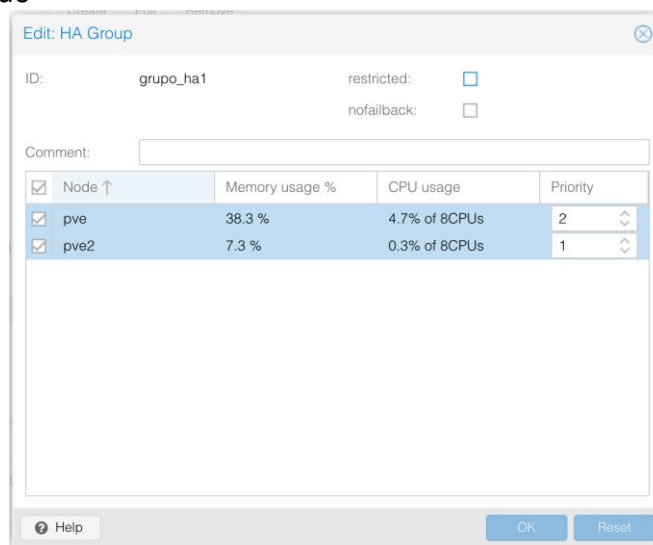 Edit: HA Group
ID: grupo_ha1 restricted:
nofailback:
Comment:
Node ↑ Memory usage % CPU usage Priority
pve 38.3 % 4.7% of 8CPUs 2
pve2 7.3 % 0.3% of 8CPUs 1
Help OK Reset